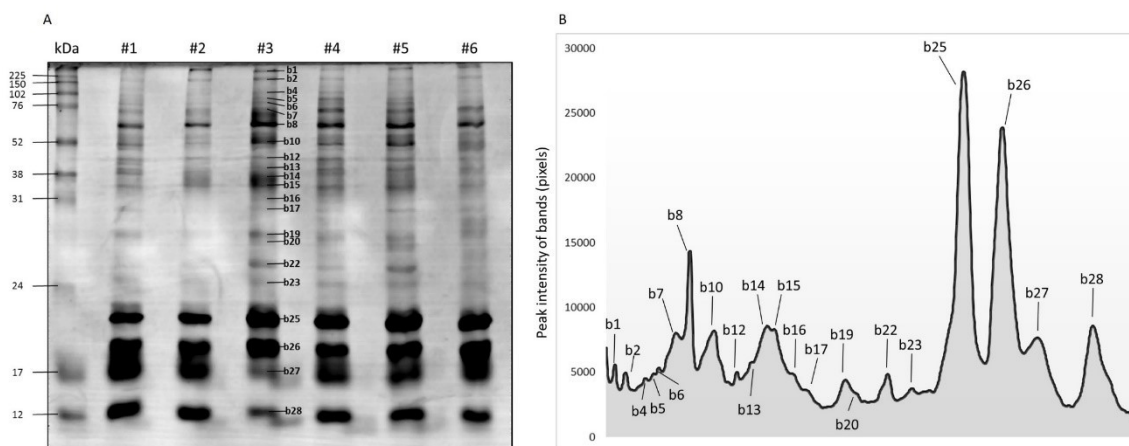 A
kDa #1 #2 #3 #4 #5 #6
225
150
102
76
52
38
31
24
17
12
b1
b2
b4
b5
b6
b7
b8
b10
b12
b13
b14
b15
b16
b17
b19
b20
b22
b23
b25
b26
b27
b28
B
Peak intensity of bands (pixels)
30000
25000
20000
15000
10000
5000
0
b1
b2
b4
b5
b6
b7
b8
b10
b12
b13
b14
b15
b16
b17
b19
b20
b22
b23
b25
b26
b27
b28